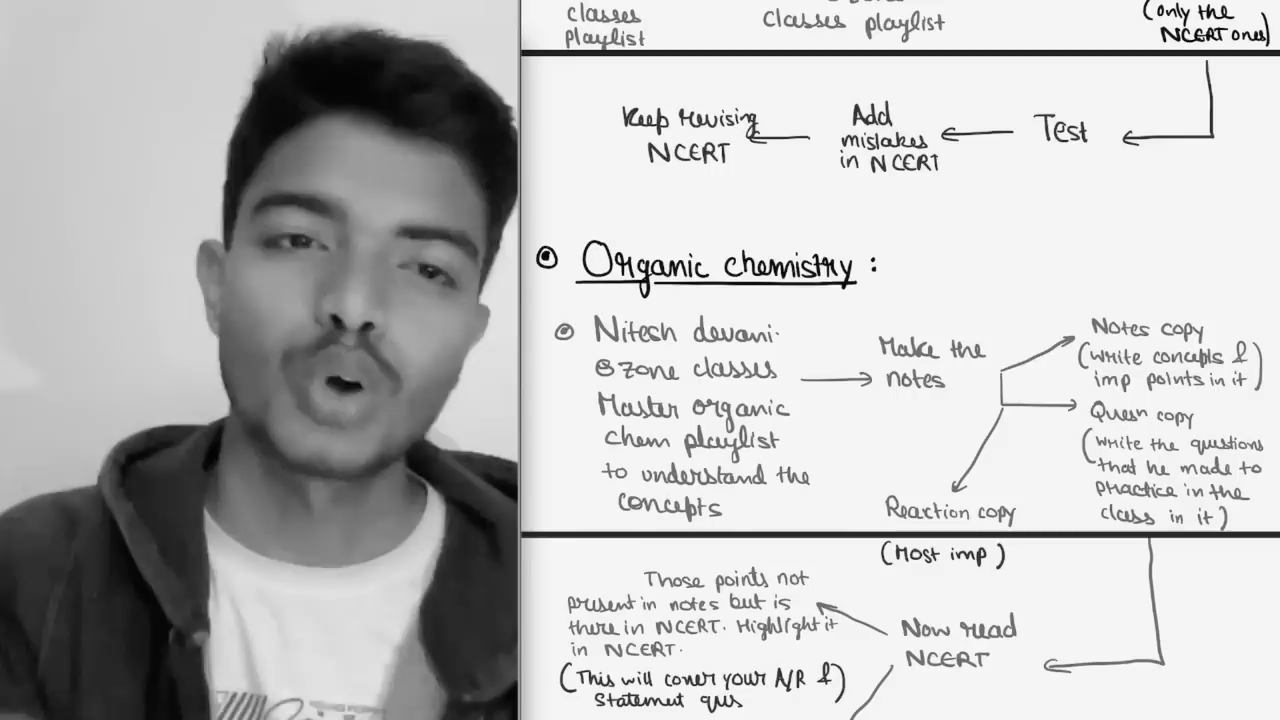 classes
playlist
classes playlist
(only the
NCERT ones)
Keep revising
NCERT
Add
mistakes
in NCERT
Test
Organic chemistry :
Nitesh devani
Ozone classes
Master organic
chem playlist
to understand the
concepts
Make the
notes
Notes copy
(Write concepts &
imp points in it)
Quesn copy
(Write the questions
that he made to
practice in the
class in it)
Reaction copy
(Most imp)
Those points not
present in notes but is
there in NCERT. Highlight it
in NCERT.
(This will cover your A/R &
statement qus)
Now read
NCERT